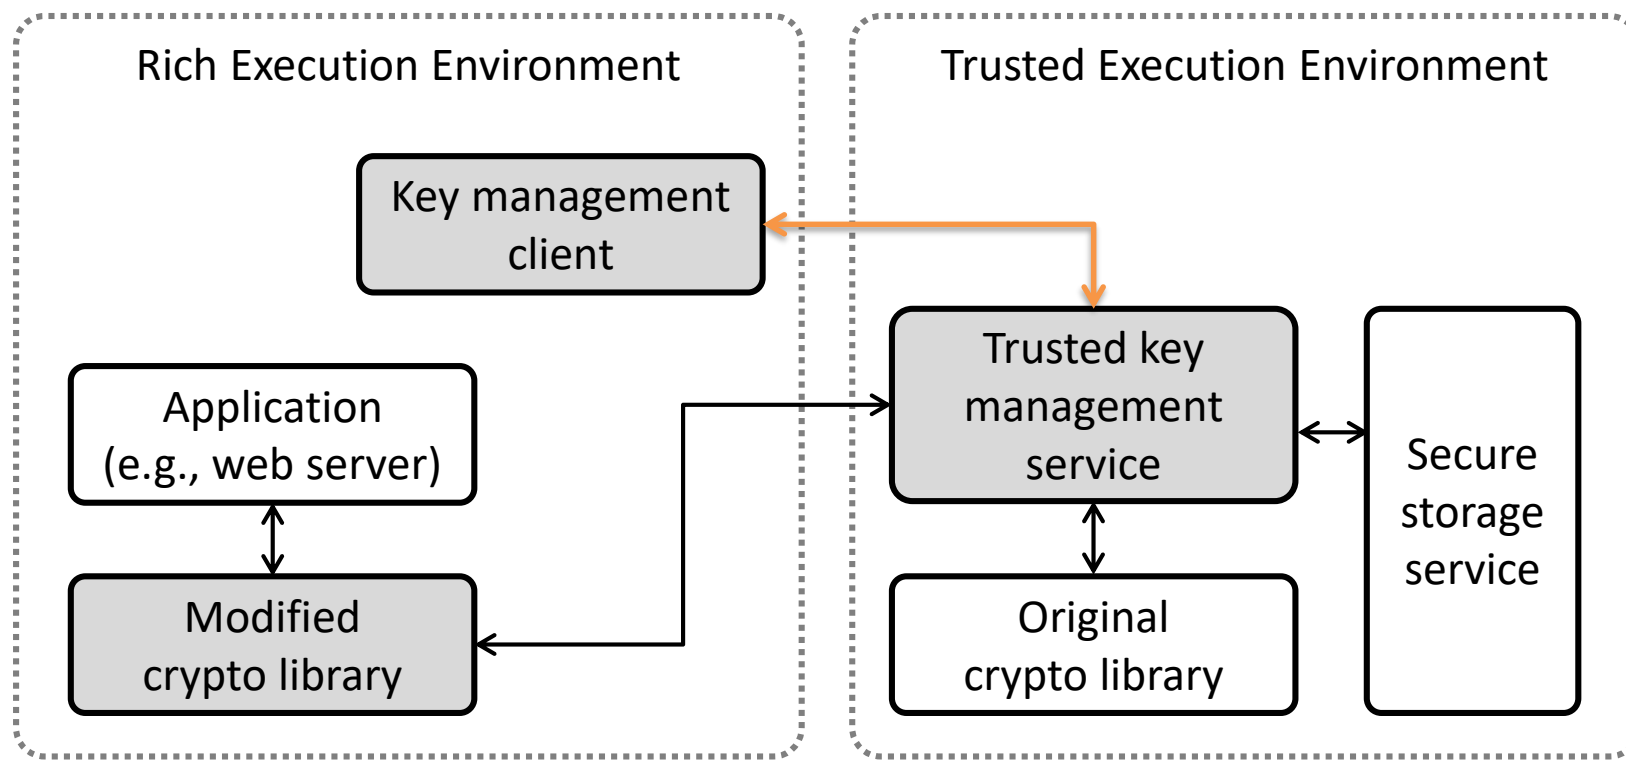 Rich Execution Environment
Trusted Execution Environment
Key management
client
Application
(e.g., web server)
Modified
crypto library
Trusted key
management
service
Original
crypto library
Secure
storage
service